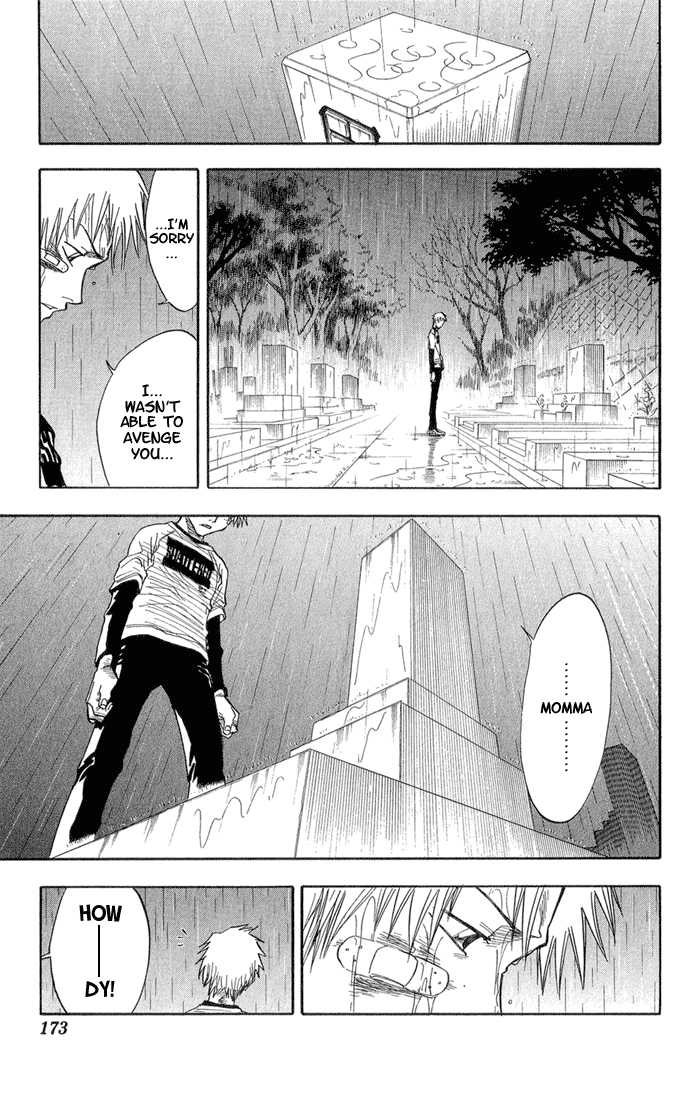 ...I'M
SORRY
...
I...
WASN'T
ABLE TO
AVENGE
YOU...
......
MOMMA
......
HOW
—
DY!
173